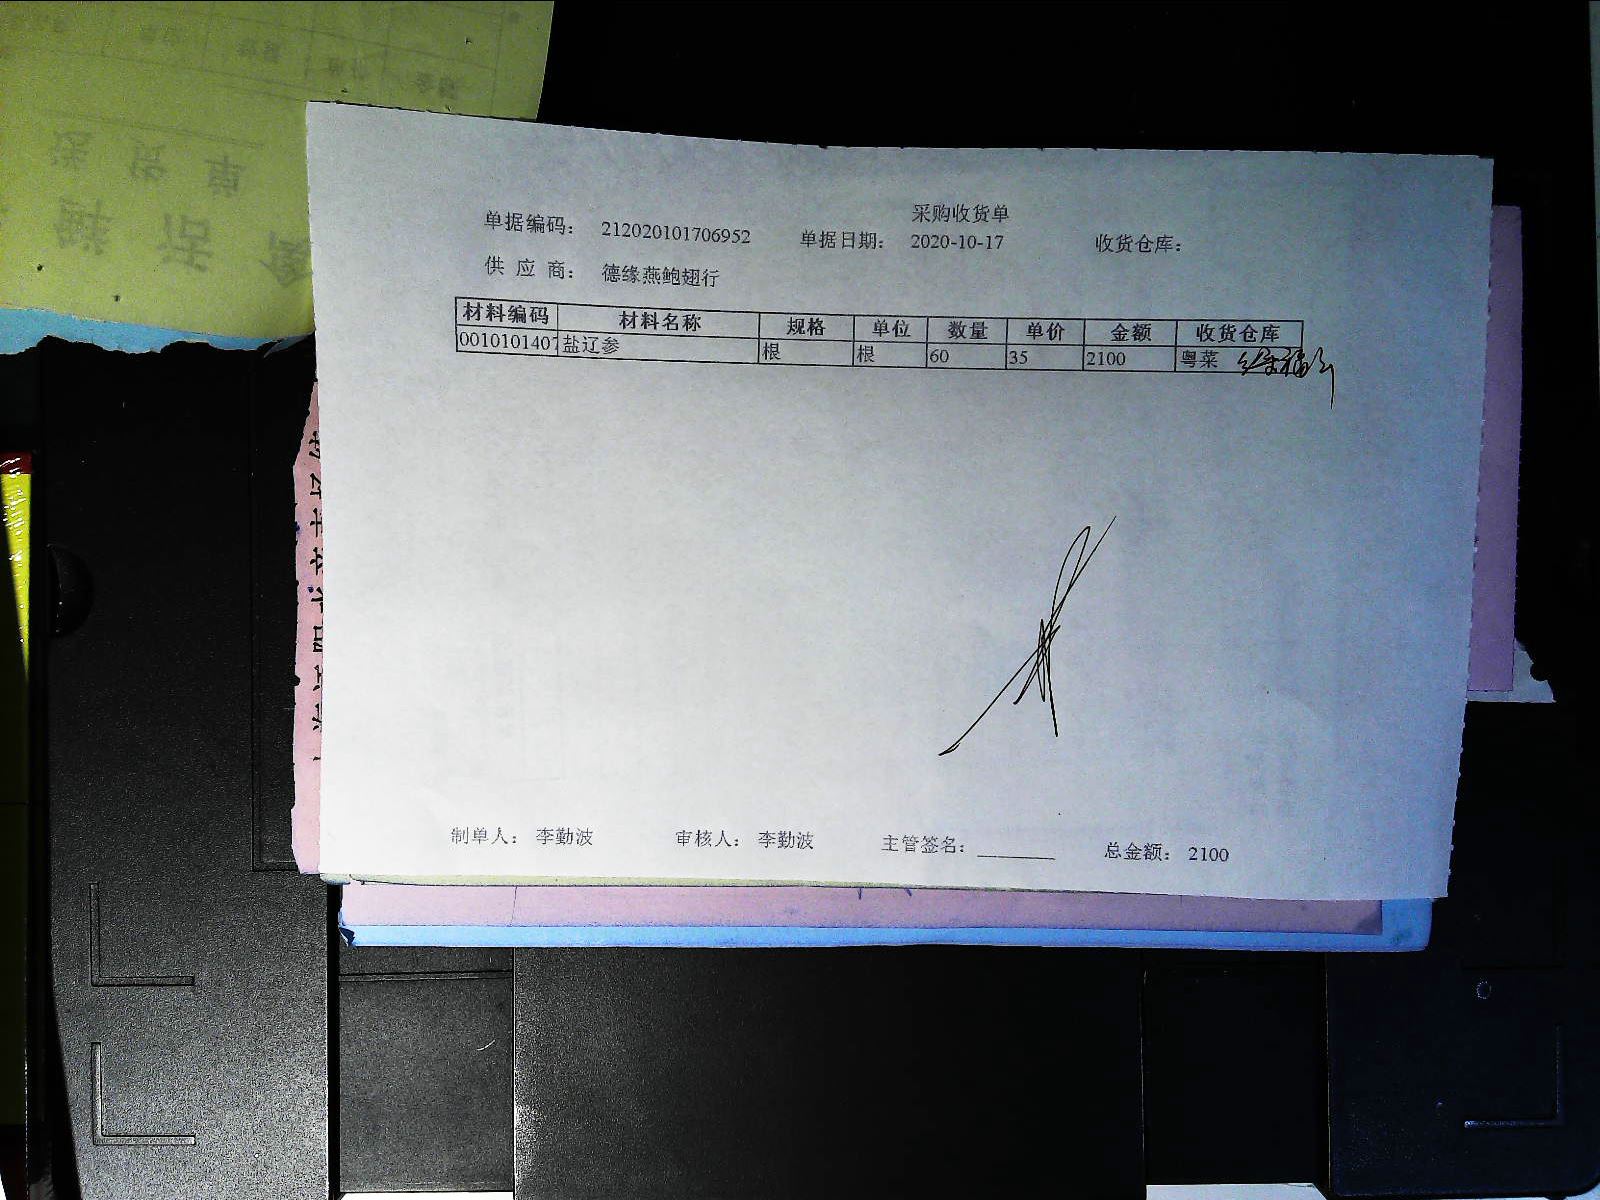 采购收货单
单据编码： 212020101706952 单据日期： 2020-10-17 收货仓库：
供 应 商： 德缘燕鲍翅行
材料编码 材料名称 规格 单位 数量 单价 金额 收货仓库
0010101407 盐辽参 根 根 60 35 2100 粤菜
制单人： 李勤波 审核人： 李勤波 主管签名：________ 总金额： 2100
送货单